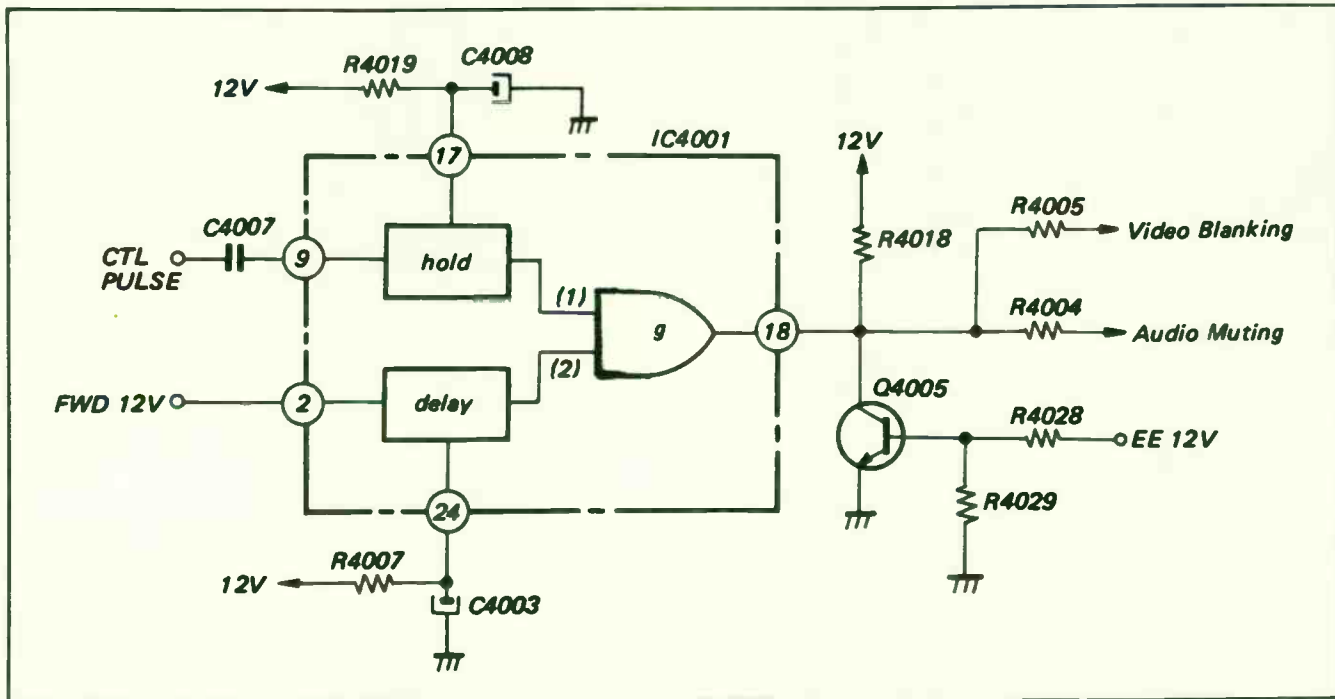 C4008
R4019
12V
17
IC4001
12V
C4007
R4005
Video Blanking
R4018
CTL
PULSE
9
hold
(1)
g
18
R4004
Audio Muting
(2)
Q4005
FWD 12V
2
delay
R4028
EE 12V
R4029
24
R4007
12V
C4003